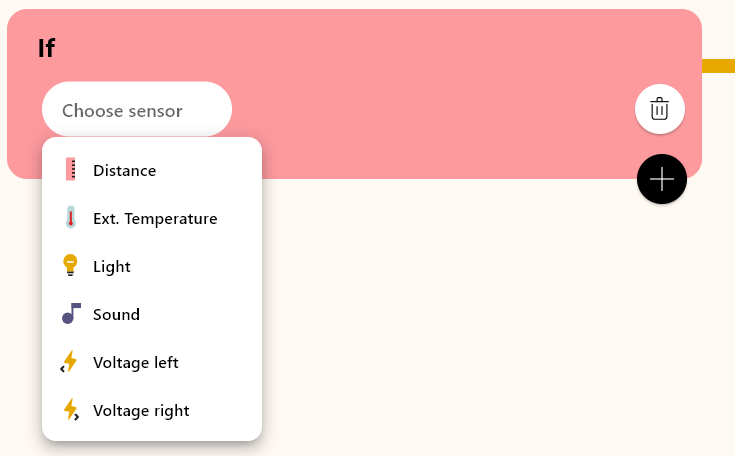 If
Choose sensor
Distance
Ext. Temperature
Light
Sound
Voltage left
Voltage right